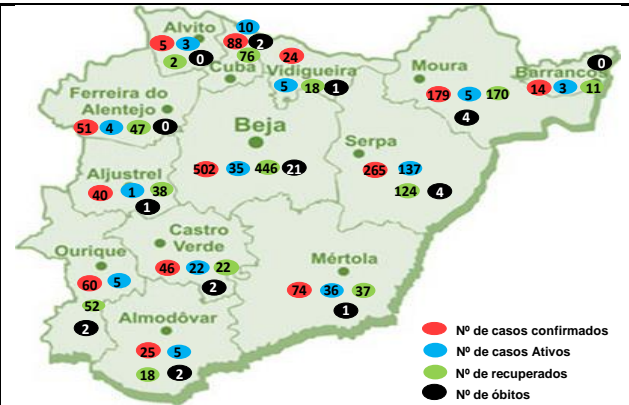 Alvito
5 3
2 0
10
88 2
76
Cuba
24
Vidigueira
5 18 1
Moura
179 5 170
4
0
Barrancos
14 3 11
Ferreira do
Alentejo
51 4 47 0
Beja
502 35 446 21
Serpa
265 137
124 4
Aljustrel
40 1 38
1
Castro
Verde
46 22 22
2
Ourique
60 5
52
2
Mértola
74 36 37
1
Almodôvar
25 5
18 2
Nº de casos confirmados
Nº de casos Ativos
Nº de recuperados
Nº de óbitos